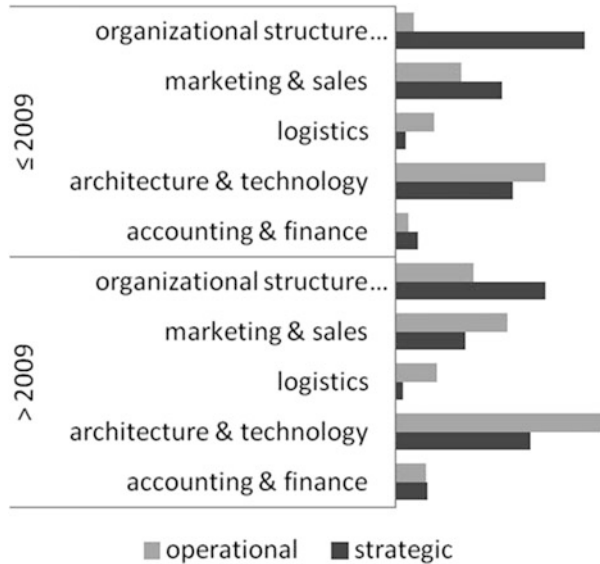 ≤ 2009
organizational structure...
marketing & sales
logistics
architecture & technology
accounting & finance
> 2009
organizational structure...
marketing & sales
logistics
architecture & technology
accounting & finance
operational strategic